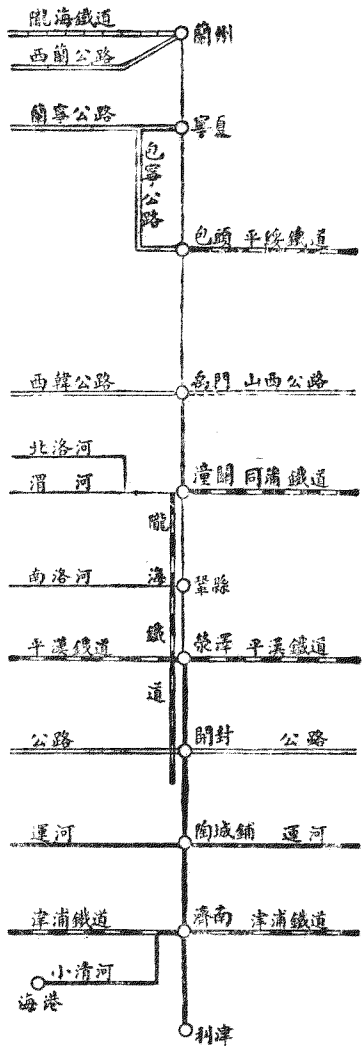 隴海鐵道
蘭州
西蘭公路
蘭寧公路
寧夏
包寧公路
包頭 平綏鐵道
西韓公路
禹門 山西公路
北洛河
渭河
潼關 同蒲鐵道
隴海鐵道
南洛河
鞏縣
平漢鐵道
滎澤 平漢鐵道
公路
開封 公路
運河
陶城鋪 運河
津浦鐵道
濟南 津浦鐵道
小清河
海港
利津